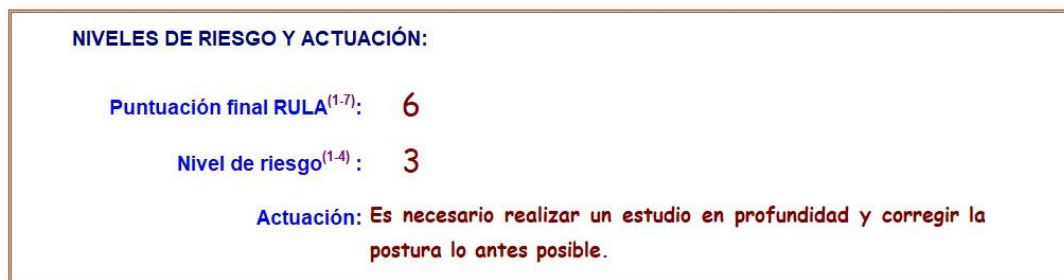 NIVELES DE RIESGO Y ACTUACIÓN:
Puntuación final RULA(1-7): 6
Nivel de riesgo(1-4) : 3
Actuación: Es necesario realizar un estudio en profundidad y corregir la
postura lo antes posible.